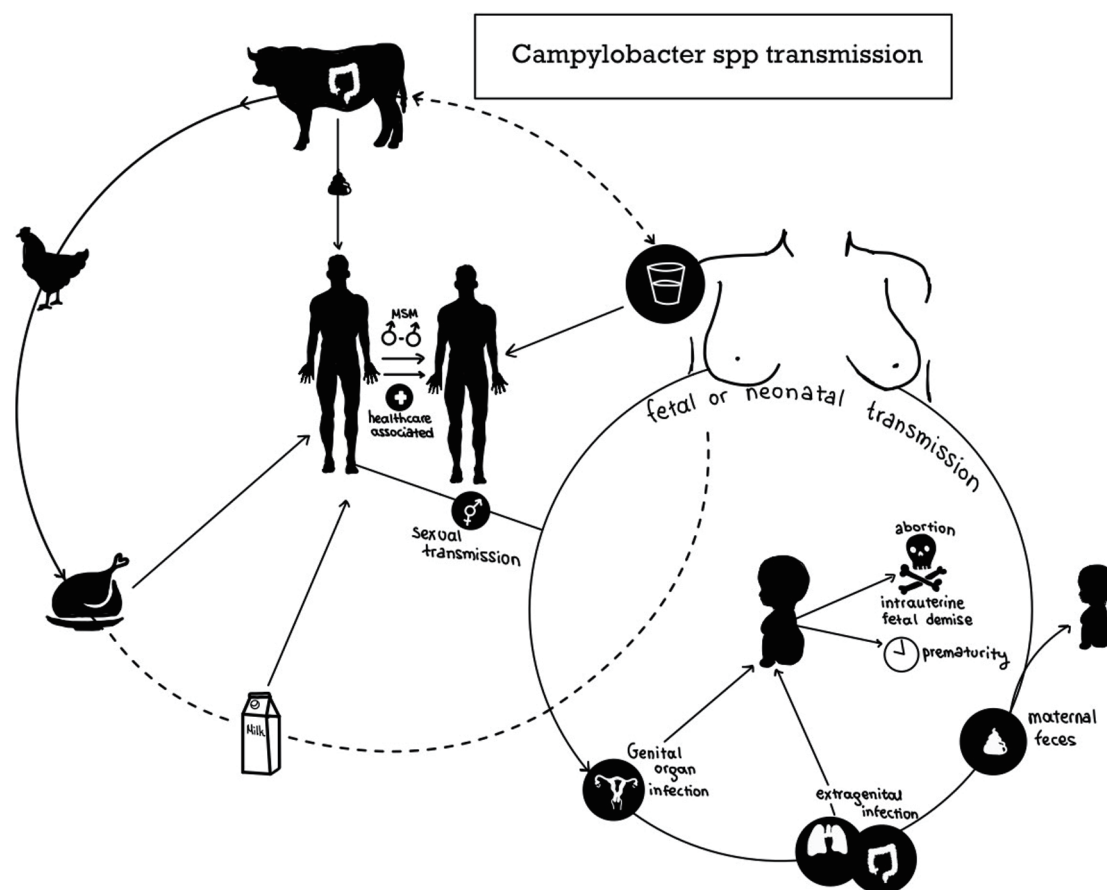 Campylobacter spp transmission
MSM
healthcare
associated
fetal or neonatal transmission
sexual
transmission
abortion
intrauterine
fetal demise
prematurity
Milk
Genital
organ
infection
extragenital
infection
maternal
feces